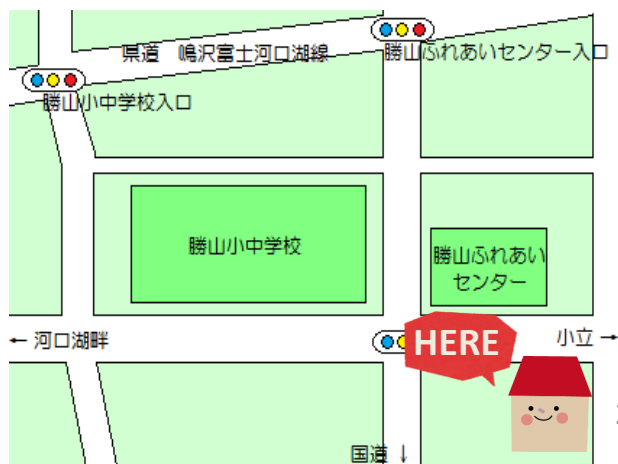 県道 鳴沢富士河口湖線
勝山ふれあいセンター入口
勝山小中学校入口
勝山小中学校
勝山ふれあい
センター
← 河口湖畔
HERE
小立 →
国道 ↓